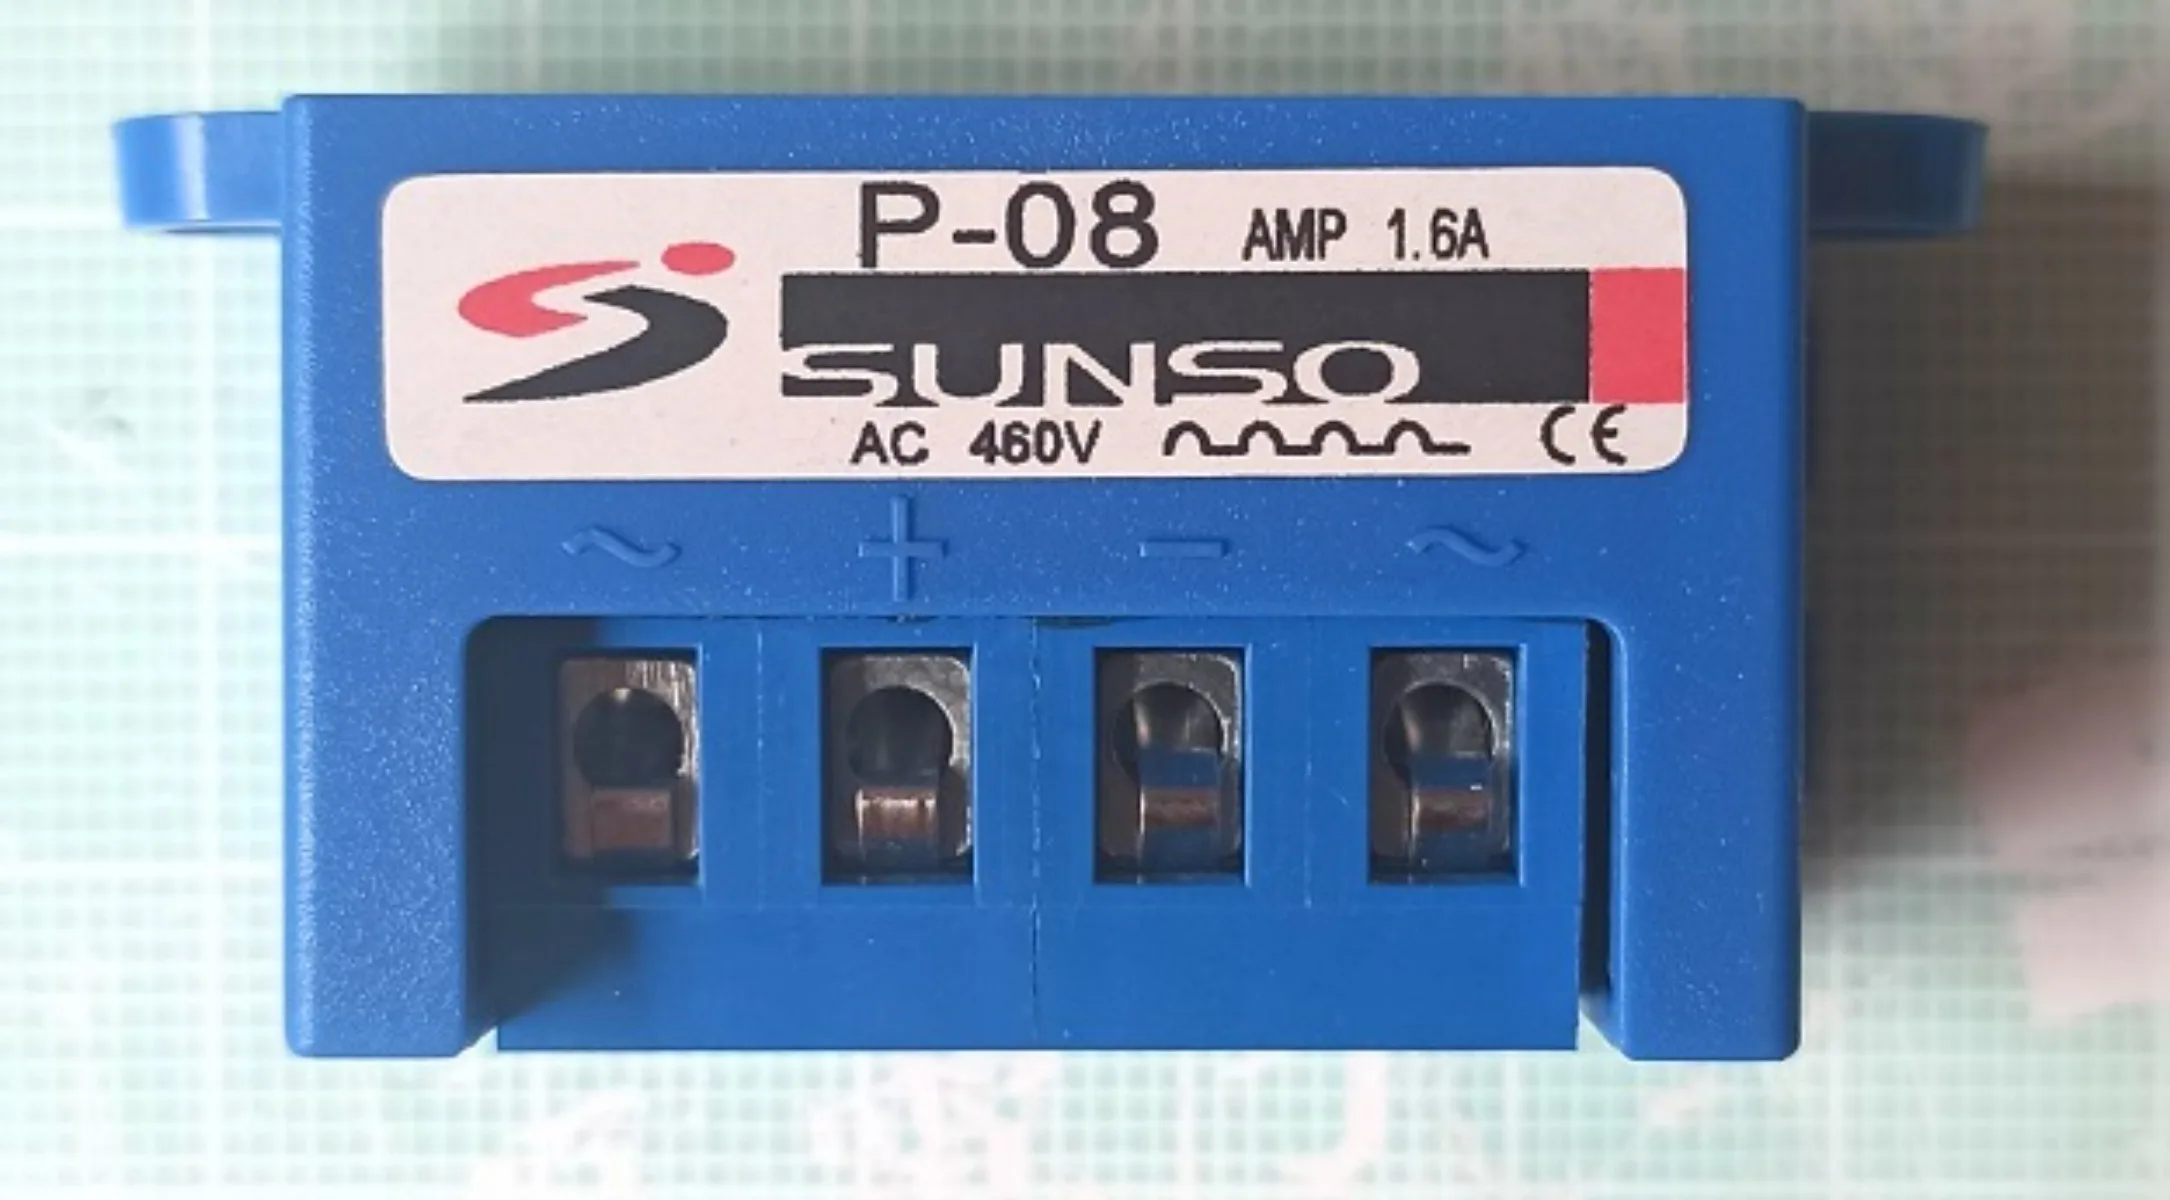 P-08 AMP 1.6A
SUNSO
AC 460V CE
~ + - ~